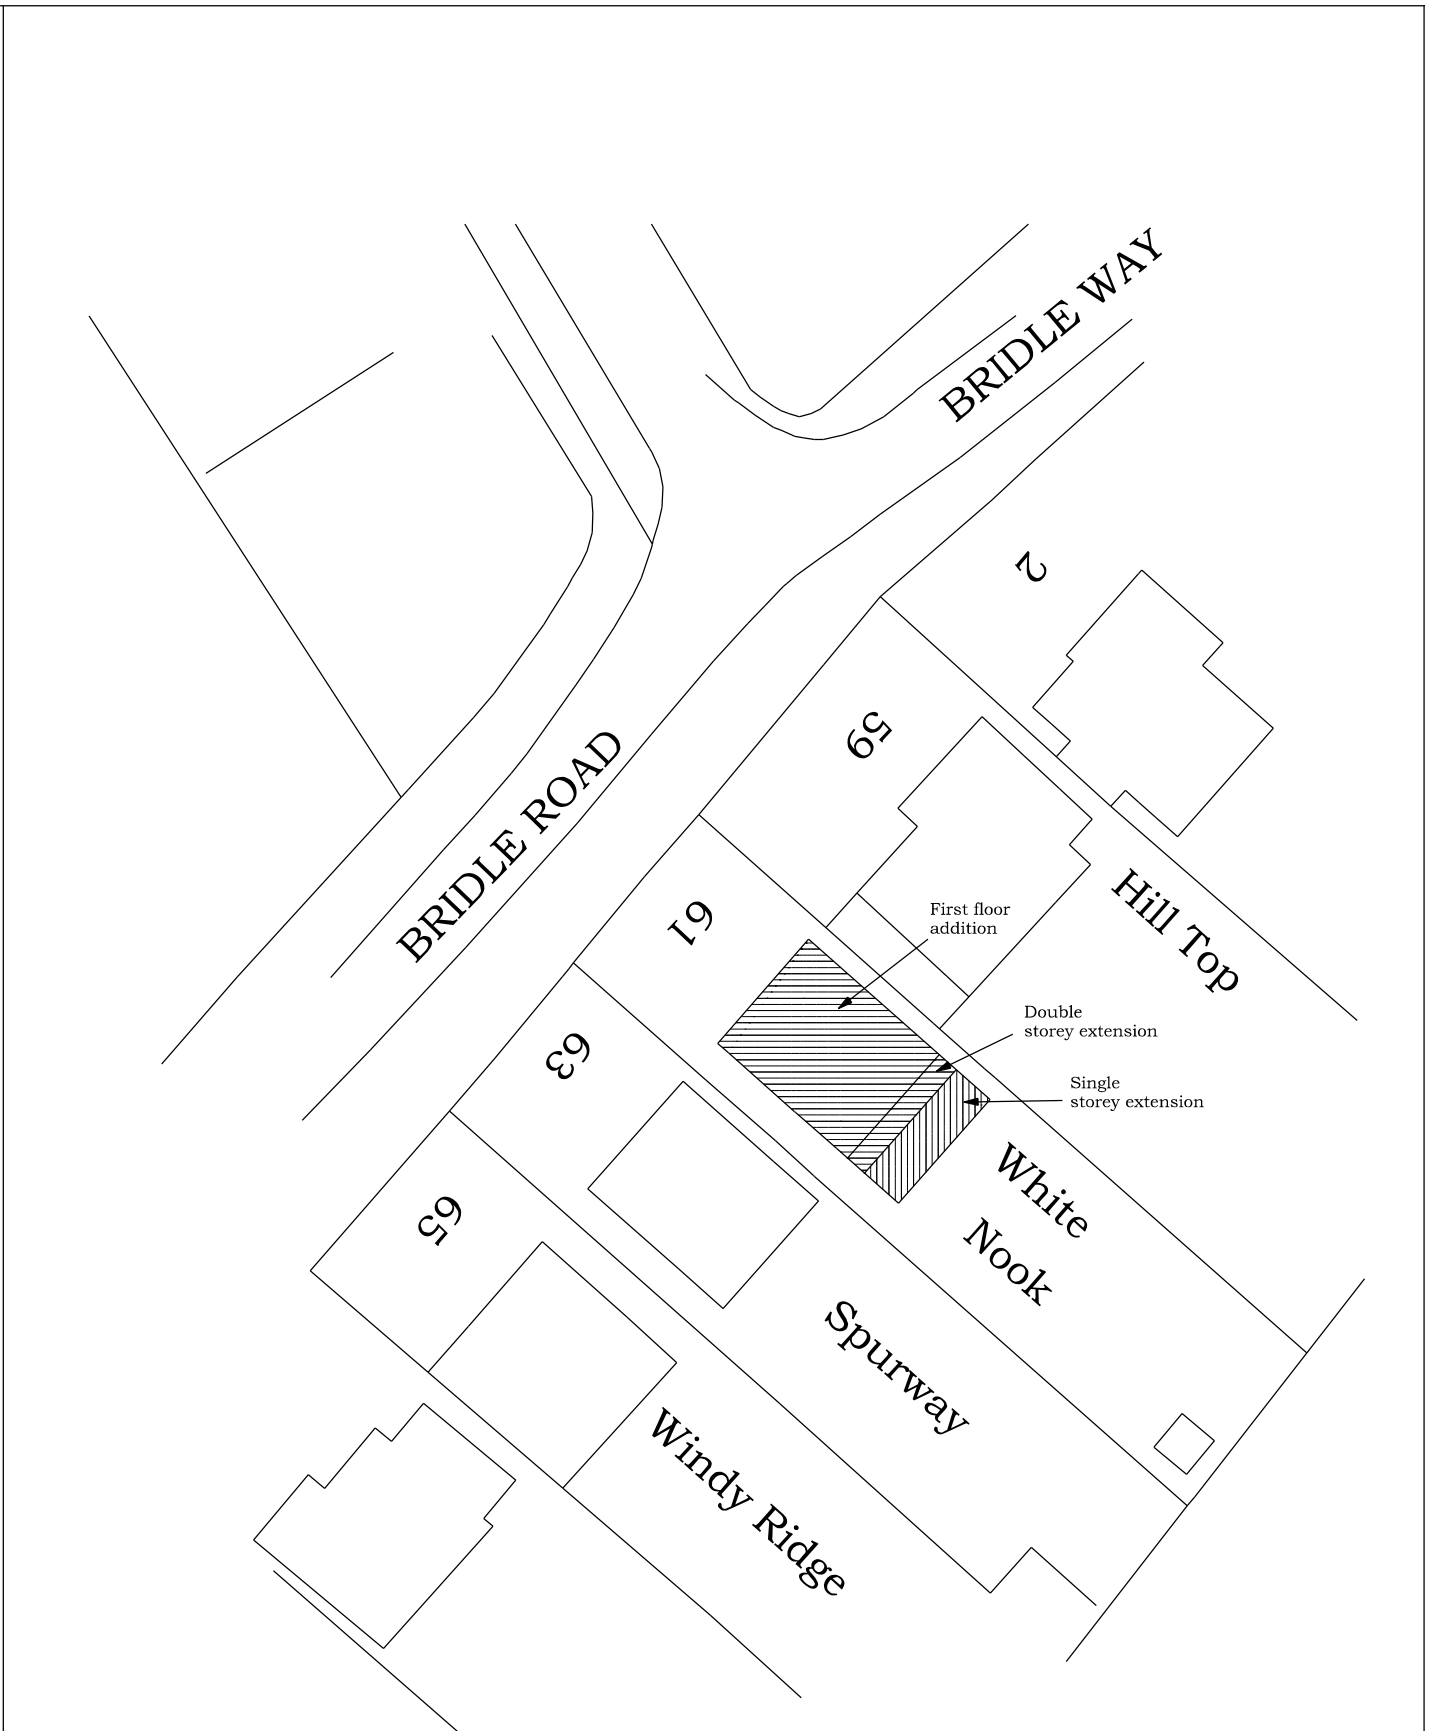 BRIDLE WAY
2
59
BRIDLE ROAD
Hill Top
61
First floor
addition
Double
storey extension
63
Single
storey extension
White
Nook
65
Spurway
Windy Ridge